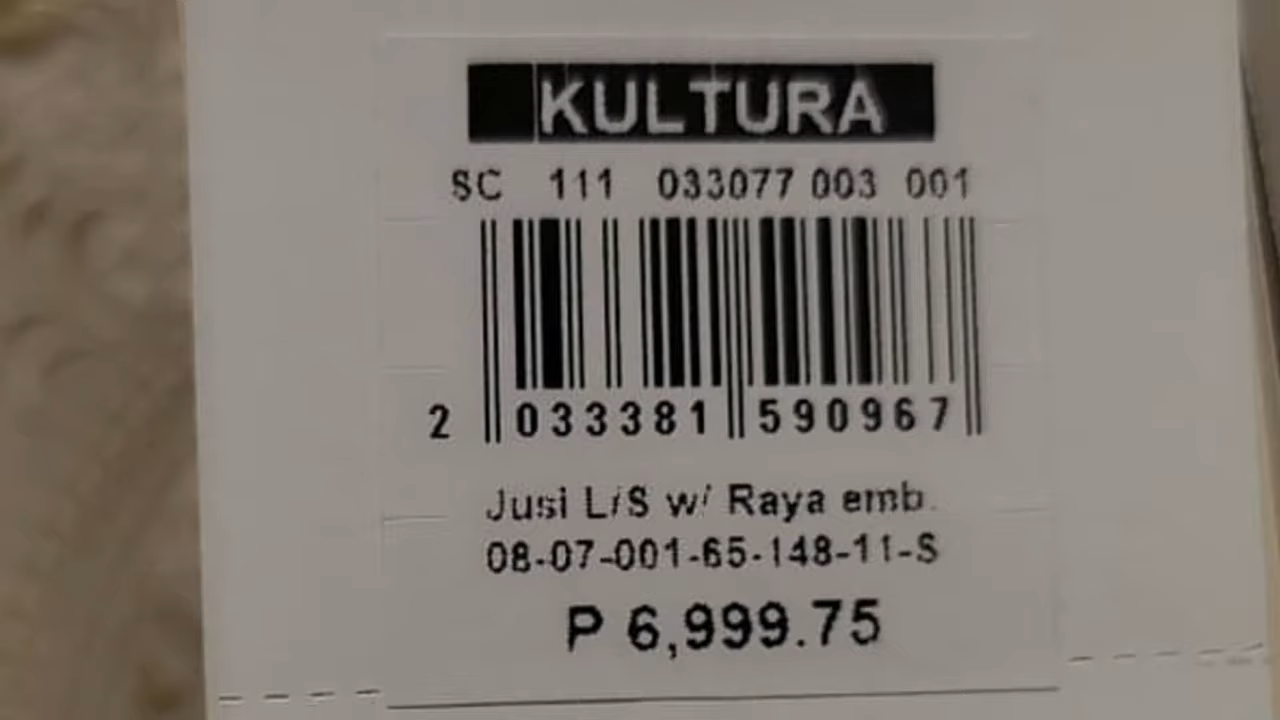 KULTURA
SC 111 033077 003 001
2 033381 590967
Jusi L/S w/ Raya emb.
08-07-001-65-148-11-S
P 6,999.75